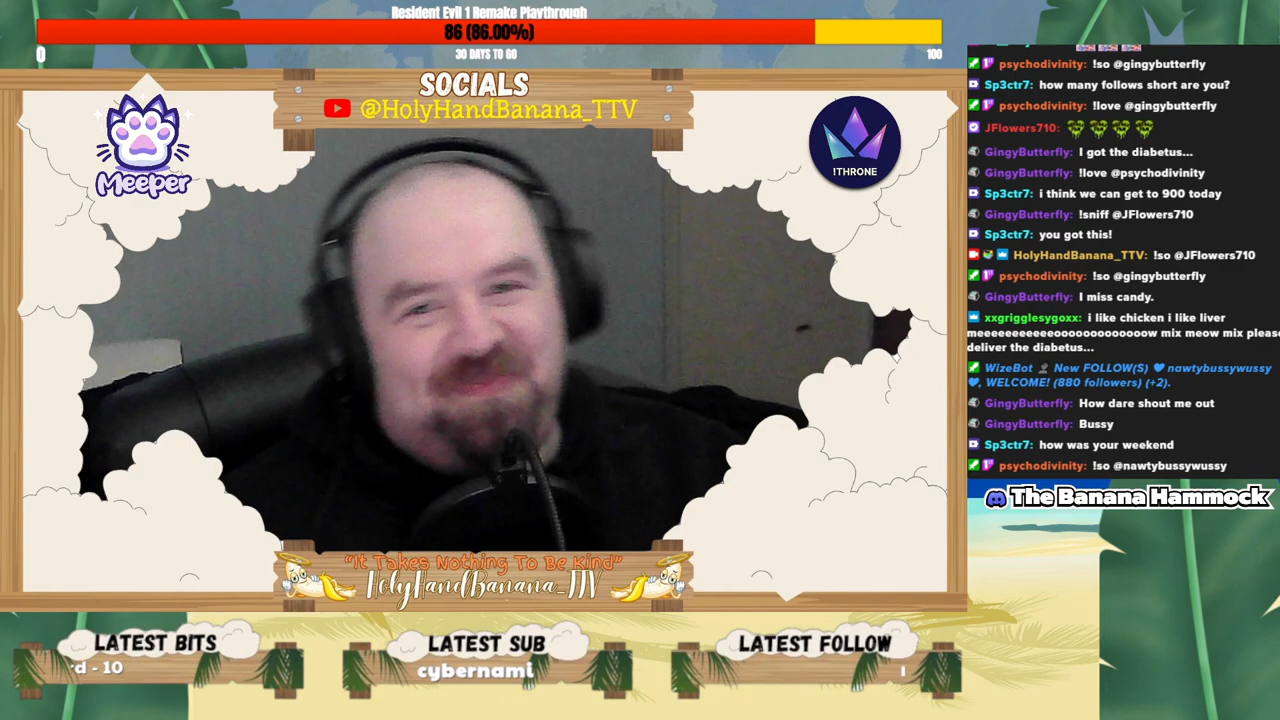 Resident Evil 1 Remake Playthrough
86 (86.00%)
0
30 DAYS TO GO
100
SOCIALS
@HolyHandBanana_TTV
Meeper
!THRONE
"It Takes Nothing To Be Kind"
HolyHandBanana_TTV
psychodivinity: !so @gingybutterfly
Sp3ctr7: how many follows short are you?
psychodivinity: !love @gingybutterfly
JFlowers710:
GingyButterfly: I got the diabetus...
GingyButterfly: !love @psychodivinity
Sp3ctr7: i think we can get to 900 today
GingyButterfly: !sniff @JFlowers710
Sp3ctr7: you got this!
HolyHandBanana_TTV: !so @JFlowers710
psychodivinity: !so @gingybutterfly
GingyButterfly: I miss candy.
xxgrigglesygoxx: i like chicken i like liver
meeeeeeeeeeooooooooooow mix meow mix pleas
deliver the diabetus...
WizeBot New FOLLOW(S) nawtybussywussy
, WELCOME! (880 followers) (+2).
GingyButterfly: How dare shout me out
GingyButterfly: Bussy
Sp3ctr7: how was your weekend
psychodivinity: !so @nawtybussywussy
The Banana Hammock
LATEST BITS
d - 10
LATEST SUB
cybernami
LATEST FOLLOW